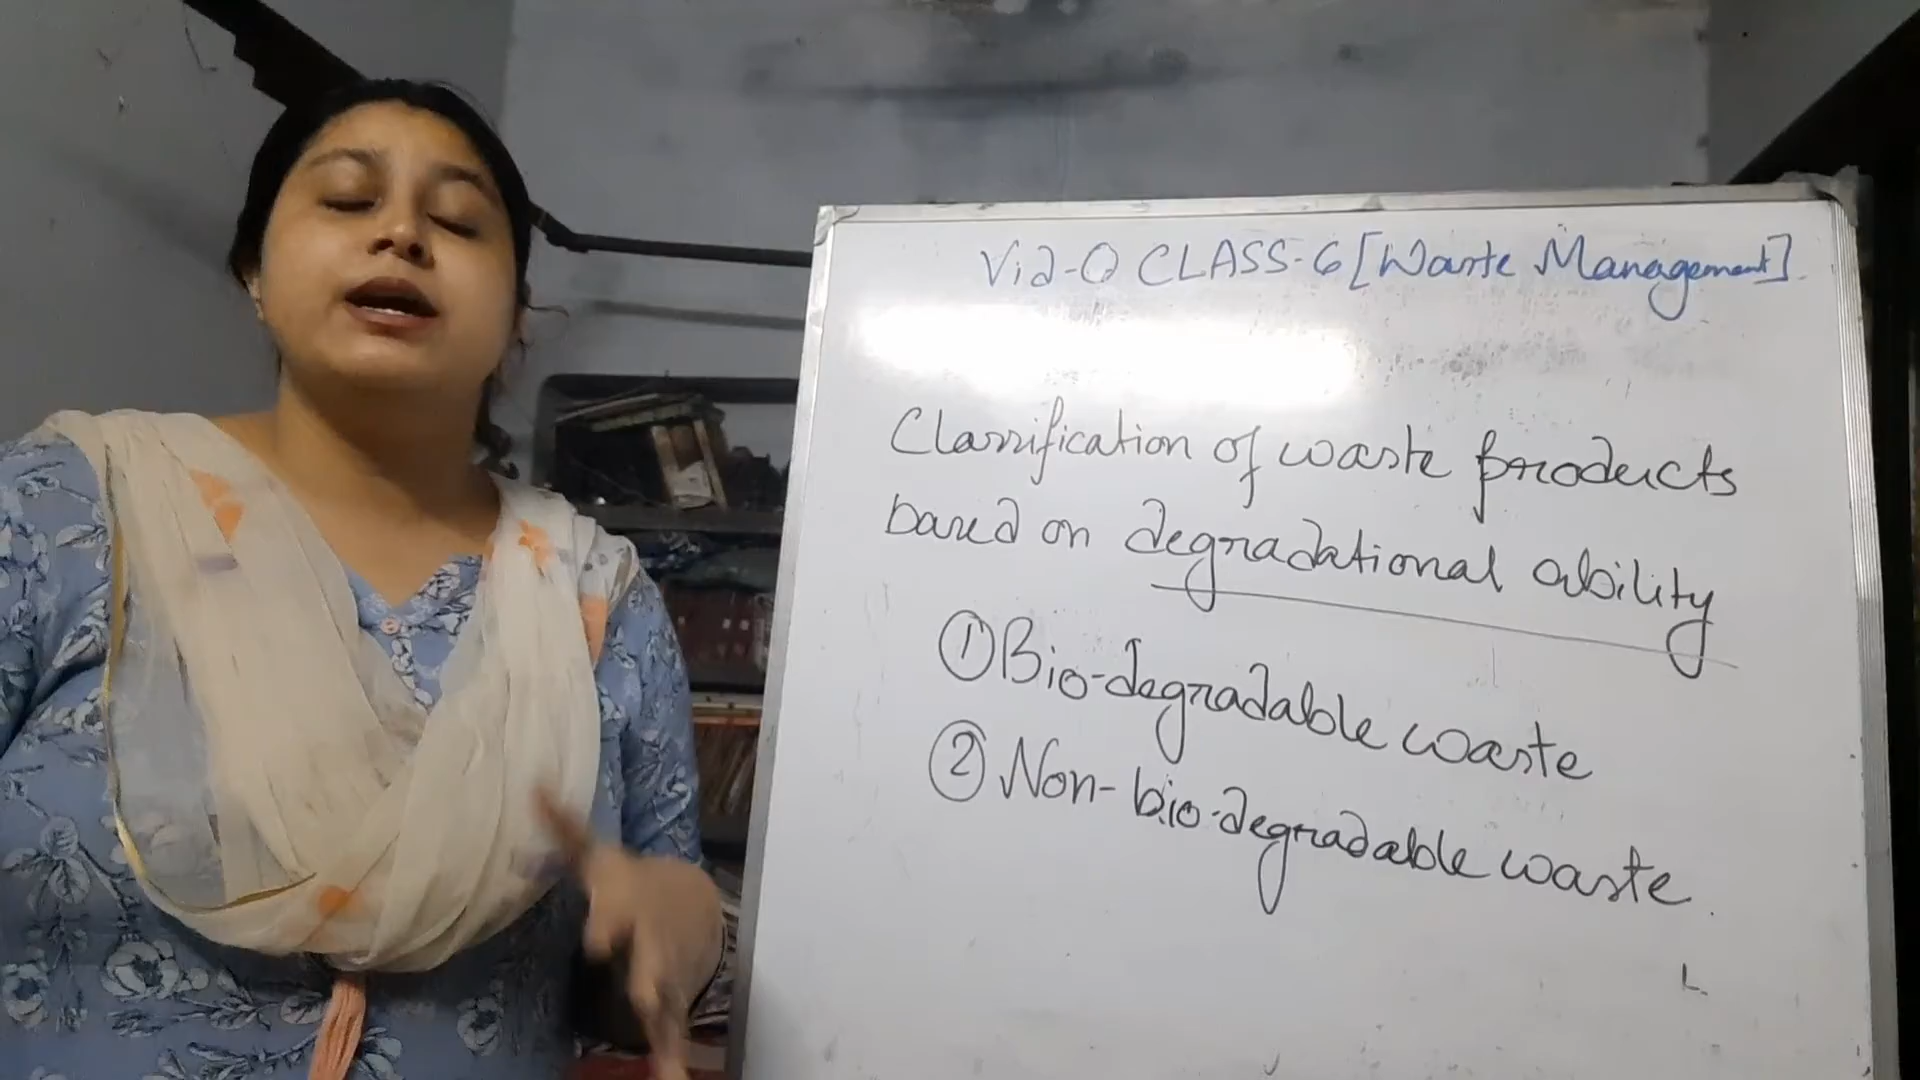 Vid-0 CLASS-6 [Waste Management]
Classification of waste products
based on degradational ability
① Bio-degradable waste
② Non-bio-degradable waste.